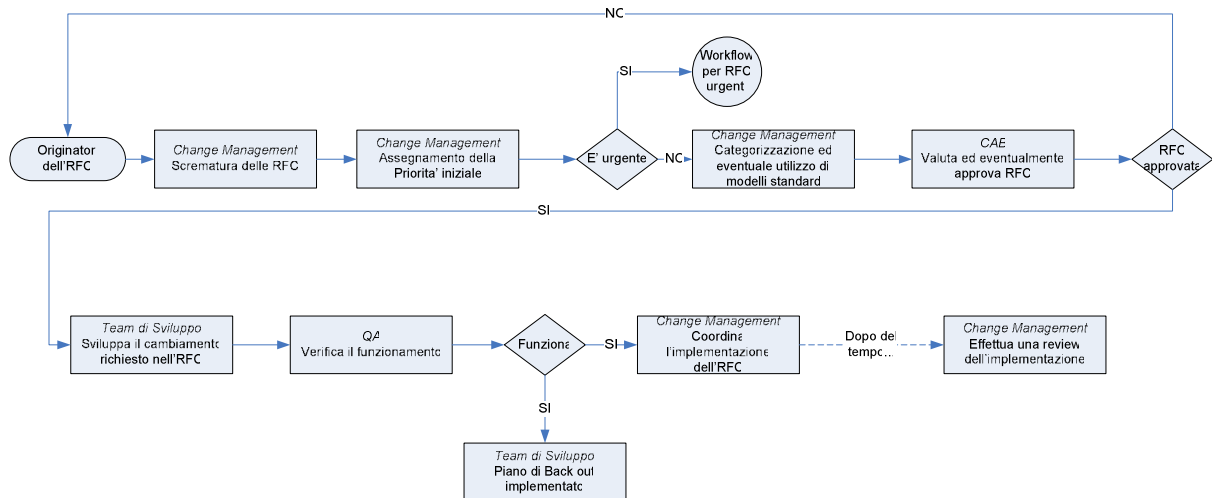 NO
Workflow
per RFC
urgent
SI
Originator
dell'RFC
Change Management
Scrematura delle RFC
Change Management
Assegnamento della
Priorita' iniziale
E' urgente
NO
Change Management
Categorizzazione ed
eventuale utilizzo di
modelli standard
CAB
Valuta ed eventualmente
approva RFC
RFC
approvata
SI
Team di Sviluppo
Sviluppa il cambiamento
richiesto nell'RFC
QA
Verifica il funzionamento
Funziona
SI
Change Management
Coordina
l'implementazione
dell'RFC
Dopo del
tempo...
Change Management
Effettua una review
dell'implementazione
SI
Team di Sviluppo
Piano di Back out
implementato